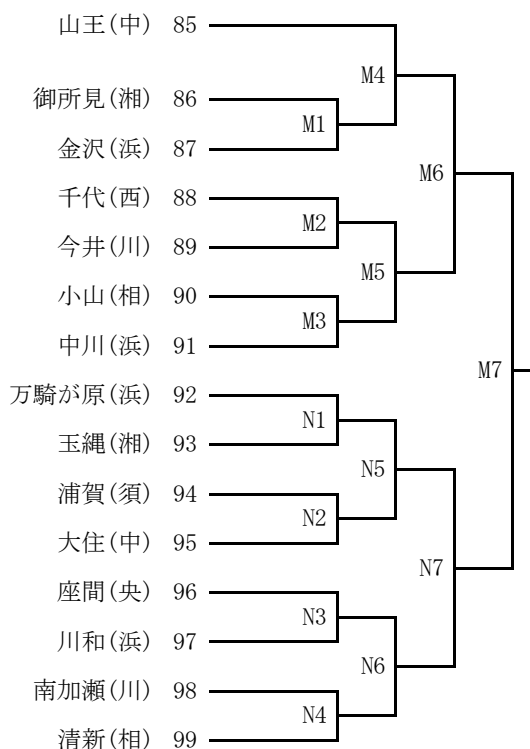 山王(中) 85
M4
御所見(湘) 86
M1
金沢(浜) 87
M6
千代(西) 88
M2
今井(川) 89
M5
小山(相) 90
M3
中川(浜) 91
M7
万騎が原(浜) 92
N1
玉縄(湘) 93
N5
浦賀(須) 94
N2
大住(中) 95
N7
座間(央) 96
N3
川和(浜) 97
N6
南加瀬(川) 98
N4
清新(相) 99